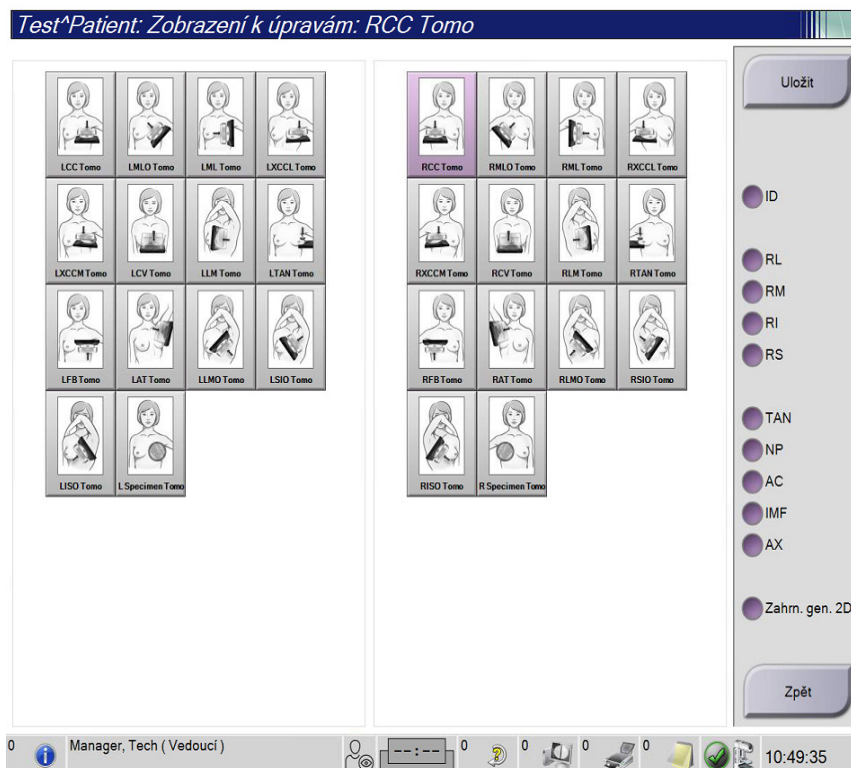 Test^Patient: Zobrazení k úpravám: RCC Tomo
LCC Tomo
LMLO Tomo
LML Tomo
LXCCL Tomo
RCC Tomo
RMLO Tomo
RML Tomo
RXCCL Tomo
LXCCM Tomo
LCV Tomo
LLM Tomo
LTAN Tomo
RXCCM Tomo
RCV Tomo
RLM Tomo
RTAN Tomo
LFB Tomo
LAT Tomo
LLMO Tomo
LSIO Tomo
RFB Tomo
RAT Tomo
RLMO Tomo
RSIO Tomo
LISO Tomo
L Specimen Tomo
RISO Tomo
R Specimen Tomo
Uložit
ID
RL
RM
RI
RS
TAN
NP
AC
IMF
AX
Zahrn. gen. 2D
Zpět
0
Manager, Tech ( Vedoucí )
--:--
0
0
0
0
10:49:35